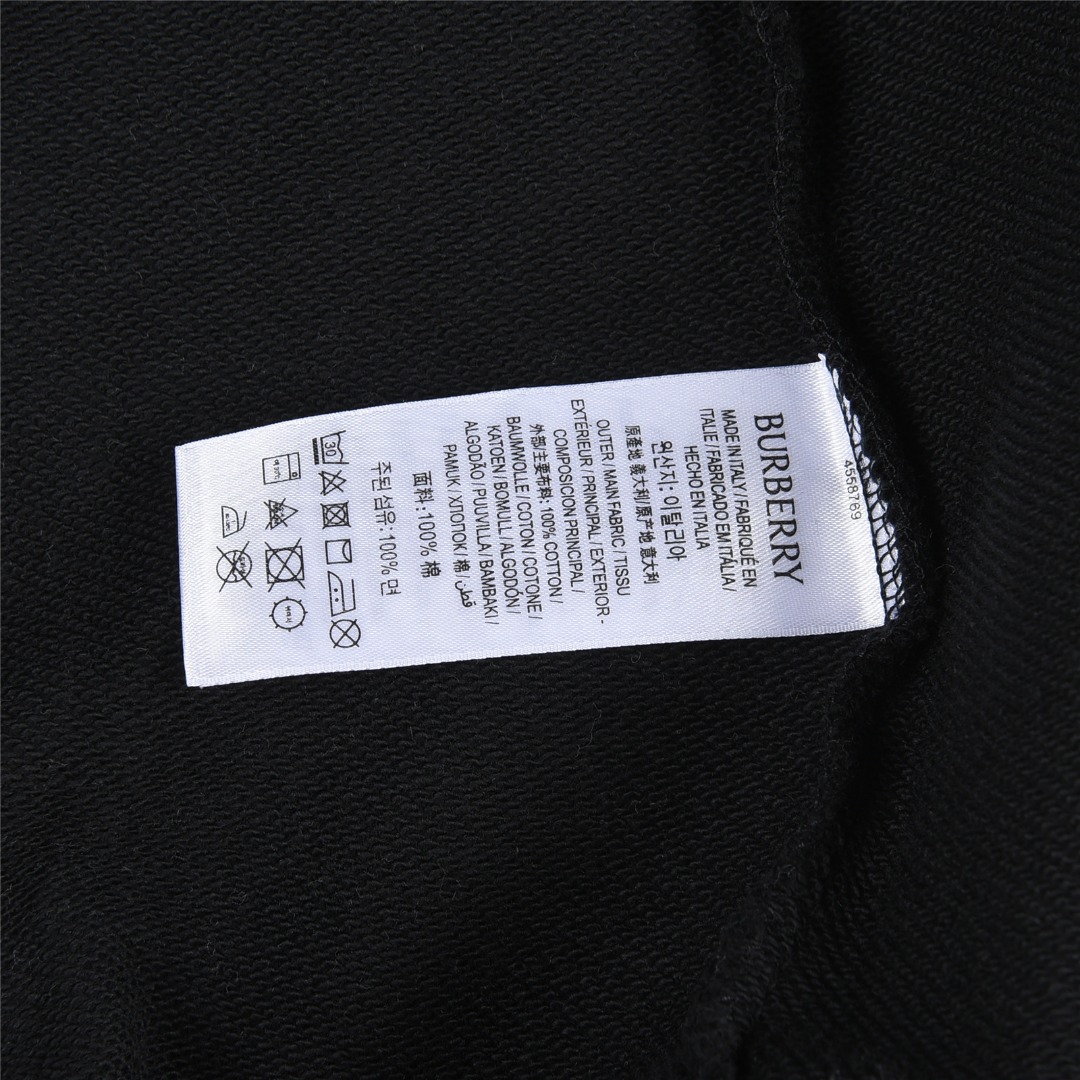 BURBERRY
MADE IN ITALY / FABRIQUÉ EN
ITALIE / FABRICADO EM ITÁLIA /
HECHO EN ITALIA
원산지: 이탈리아
原產地 義大利原产地 意大利
OUTER / MAIN FABRIC / TISSU
EXTÉRIEUR / PRINCIPAL / EXTERIOR -
COMPOSICION PRINCIPAL /
外部/主要布料: 100% COTTON /
BAUMWOLLE / COTON / COTONE /
KATOEN / BOMULL / ALGODÓN /
ALGODÃO / PUUVILLA / BAMBAKI /
PAMUK / ХЛОПОК / 棉 / قطن /
面料:100% 棉
주된섬유:100% 면
30
4558769